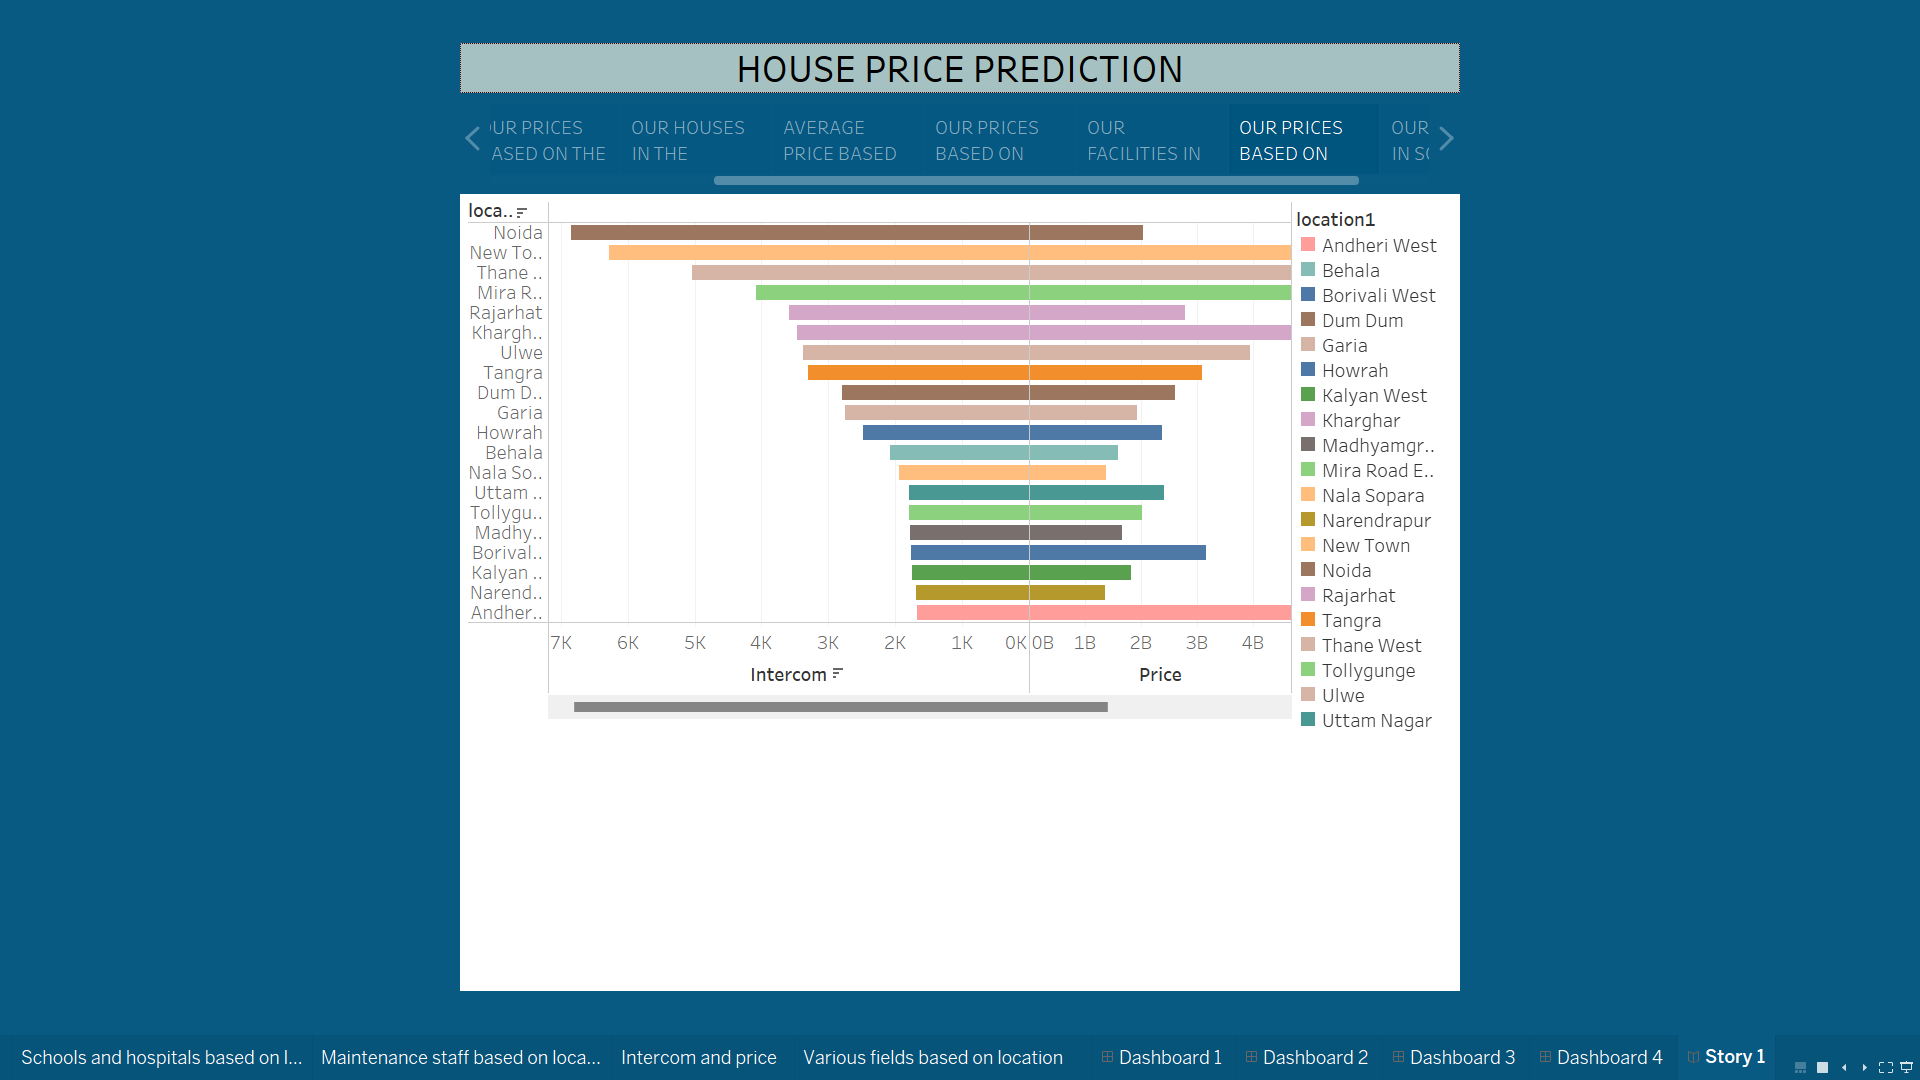 HOUSE PRICE PREDICTION
UR PRICES
ASED ON THE
OUR HOUSES
IN THE
AVERAGE
PRICE BASED
OUR PRICES
BASED ON
OUR
FACILITIES IN
OUR PRICES
BASED ON
OUR
IN SC
loca..
Noida
New To..
Thane ..
Mira R..
Rajarhat
Khargh..
Ulwe
Tangra
Dum D..
Garia
Howrah
Behala
Nala So..
Uttam ..
Tollygu..
Madhy..
Borival..
Kalyan ..
Narend..
Andher..
7K 6K 5K 4K 3K 2K 1K 0K 0B 1B 2B 3B 4B
Intercom Price
location1
Andheri West
Behala
Borivali West
Dum Dum
Garia
Howrah
Kalyan West
Kharghar
Madhyamgr..
Mira Road E..
Nala Sopara
Narendrapur
New Town
Noida
Rajarhat
Tangra
Thane West
Tollygunge
Ulwe
Uttam Nagar
Schools and hospitals based on l... Maintenance staff based on loca... Intercom and price Various fields based on location Dashboard 1 Dashboard 2 Dashboard 3 Dashboard 4 Story 1